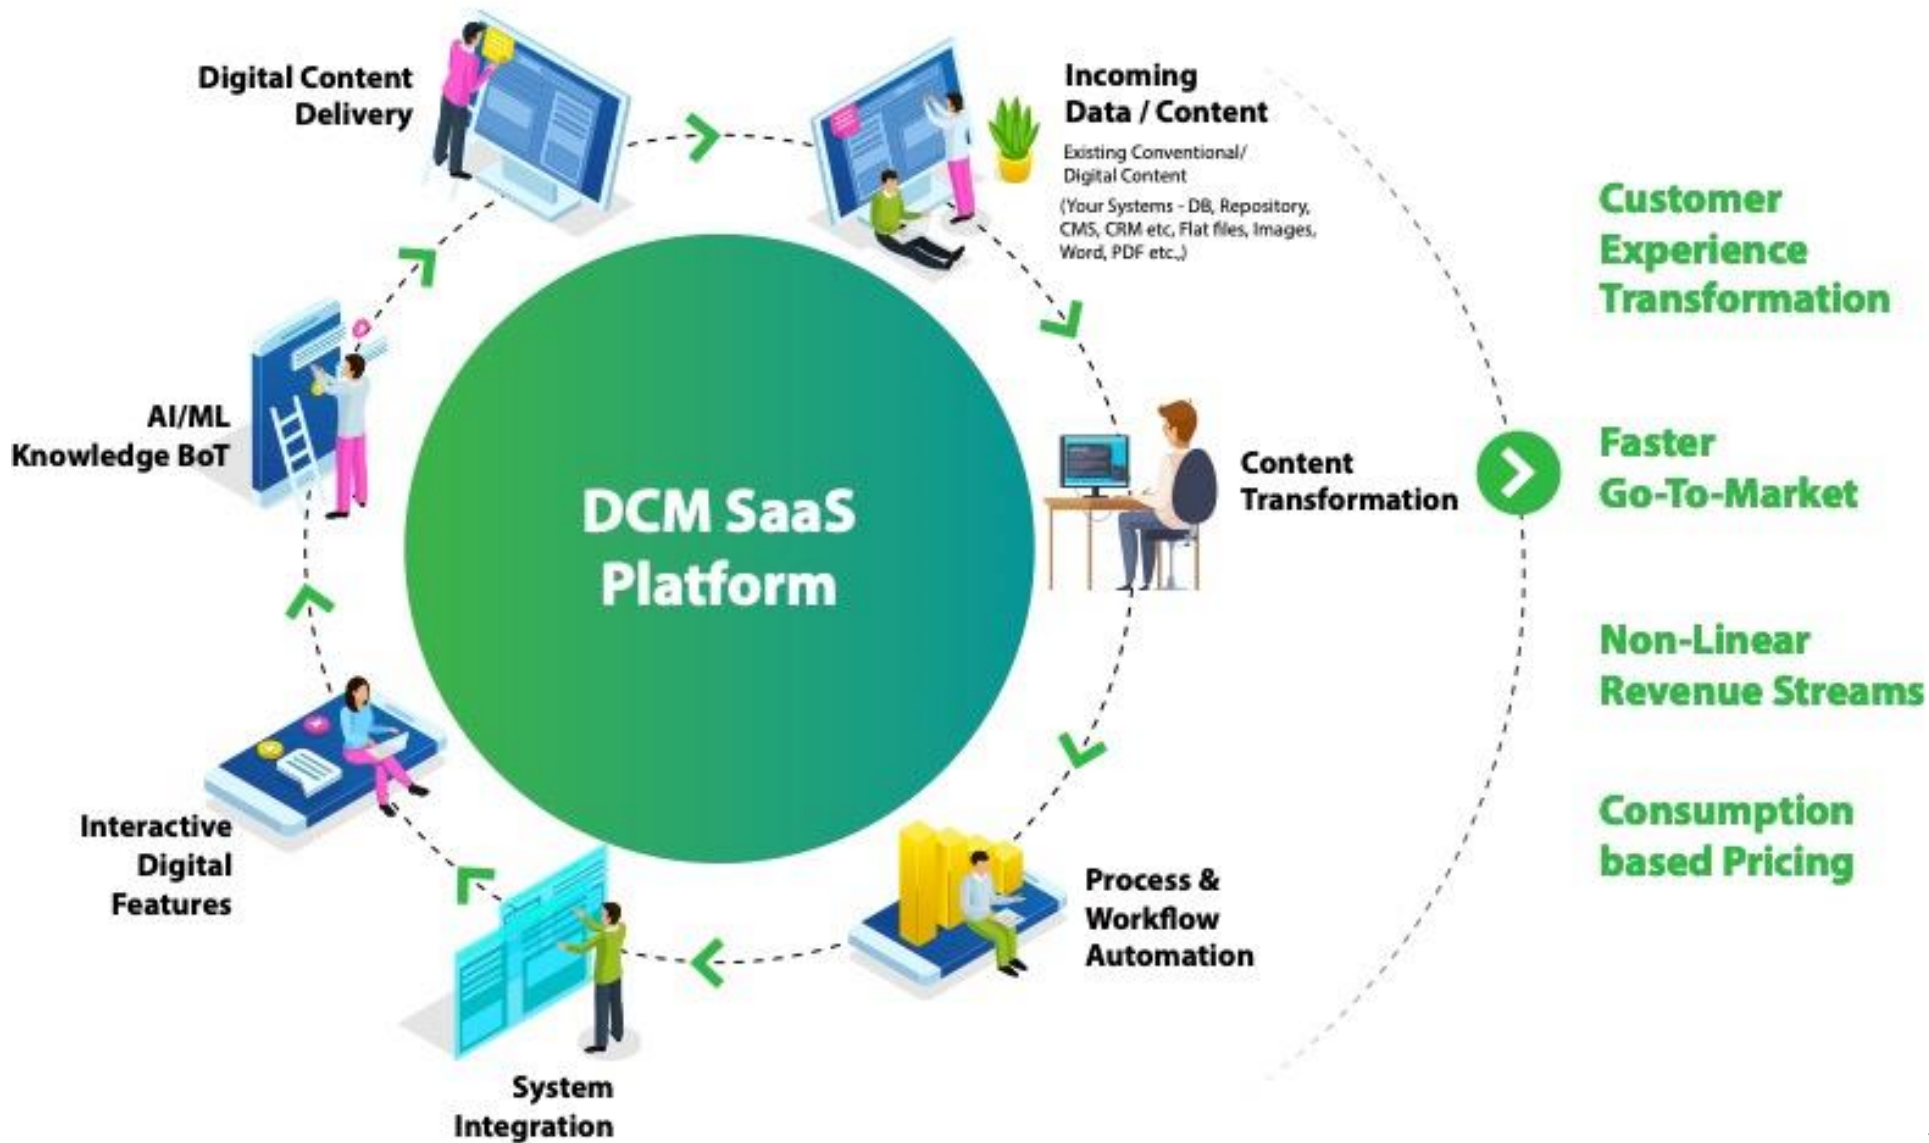 Digital Content
Delivery
Incoming
Data / Content
Existing Conventional/
Digital Content
(Your Systems - DB, Repository,
CMS, CRM etc, Flat files, Images,
Word, PDF etc.,)
Content
Transformation
Process &
Workflow
Automation
System
Integration
Interactive
Digital
Features
AI/ML
Knowledge BoT
DCM SaaS
Platform
Customer
Experience
Transformation
Faster
Go-To-Market
Non-Linear
Revenue Streams
Consumption
based Pricing